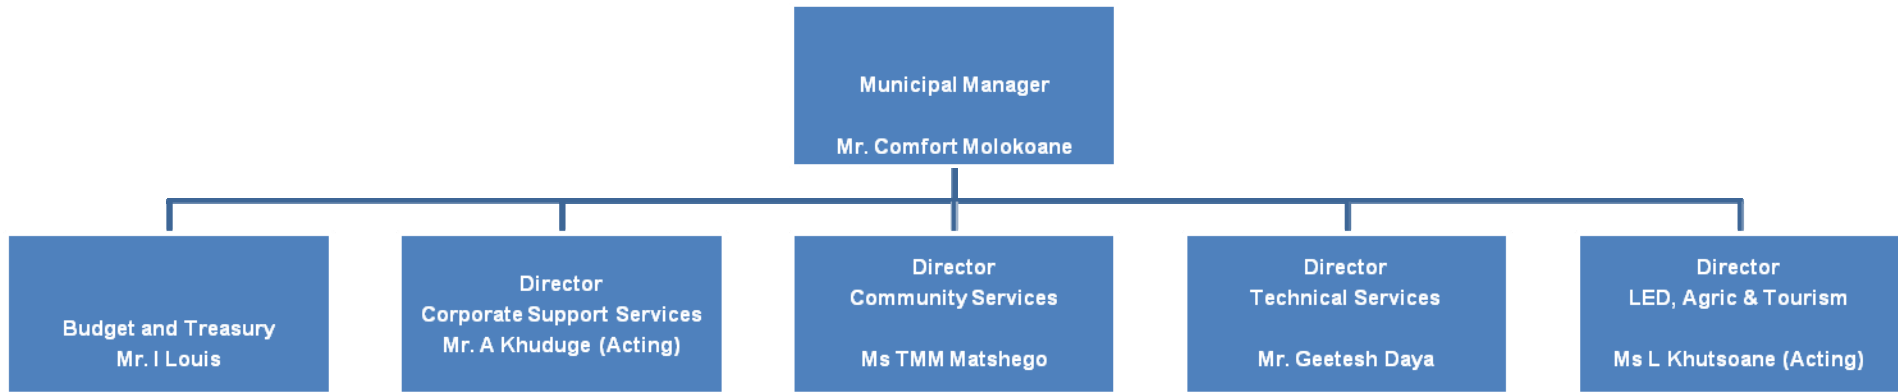 Municipal Manager
Mr. Comfort Molokoane
Budget and Treasury
Mr. I Louis
Director
Corporate Support Services
Mr. A Khuduge (Acting)
Director
Community Services
Ms TMM Matshego
Director
Technical Services
Mr. Geetesh Daya
Director
LED, Agric & Tourism
Ms L Khutsoane (Acting)